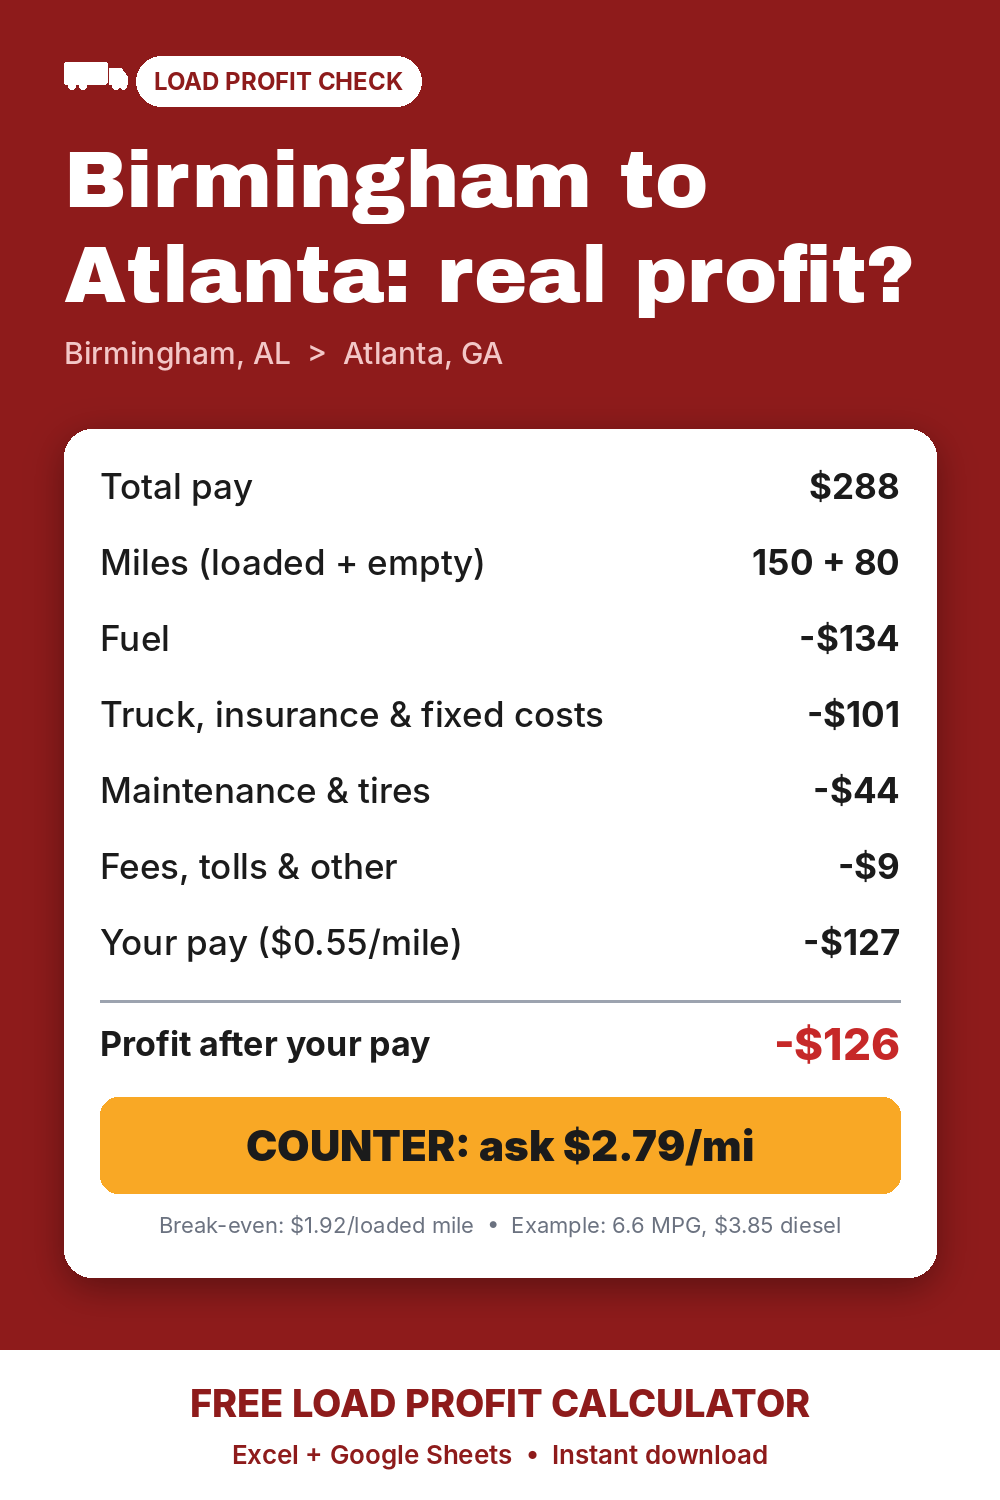 LOAD PROFIT CHECK
Birmingham to
Atlanta: real profit?
Birmingham, AL > Atlanta, GA
Total pay $288
Miles (loaded + empty) 150 + 80
Fuel -$134
Truck, insurance & fixed costs -$101
Maintenance & tires -$44
Fees, tolls & other -$9
Your pay ($0.55/mile) -$127
Profit after your pay -$126
COUNTER: ask $2.79/mi
Break-even: $1.92/loaded mile • Example: 6.6 MPG, $3.85 diesel
FREE LOAD PROFIT CALCULATOR
Excel + Google Sheets • Instant download